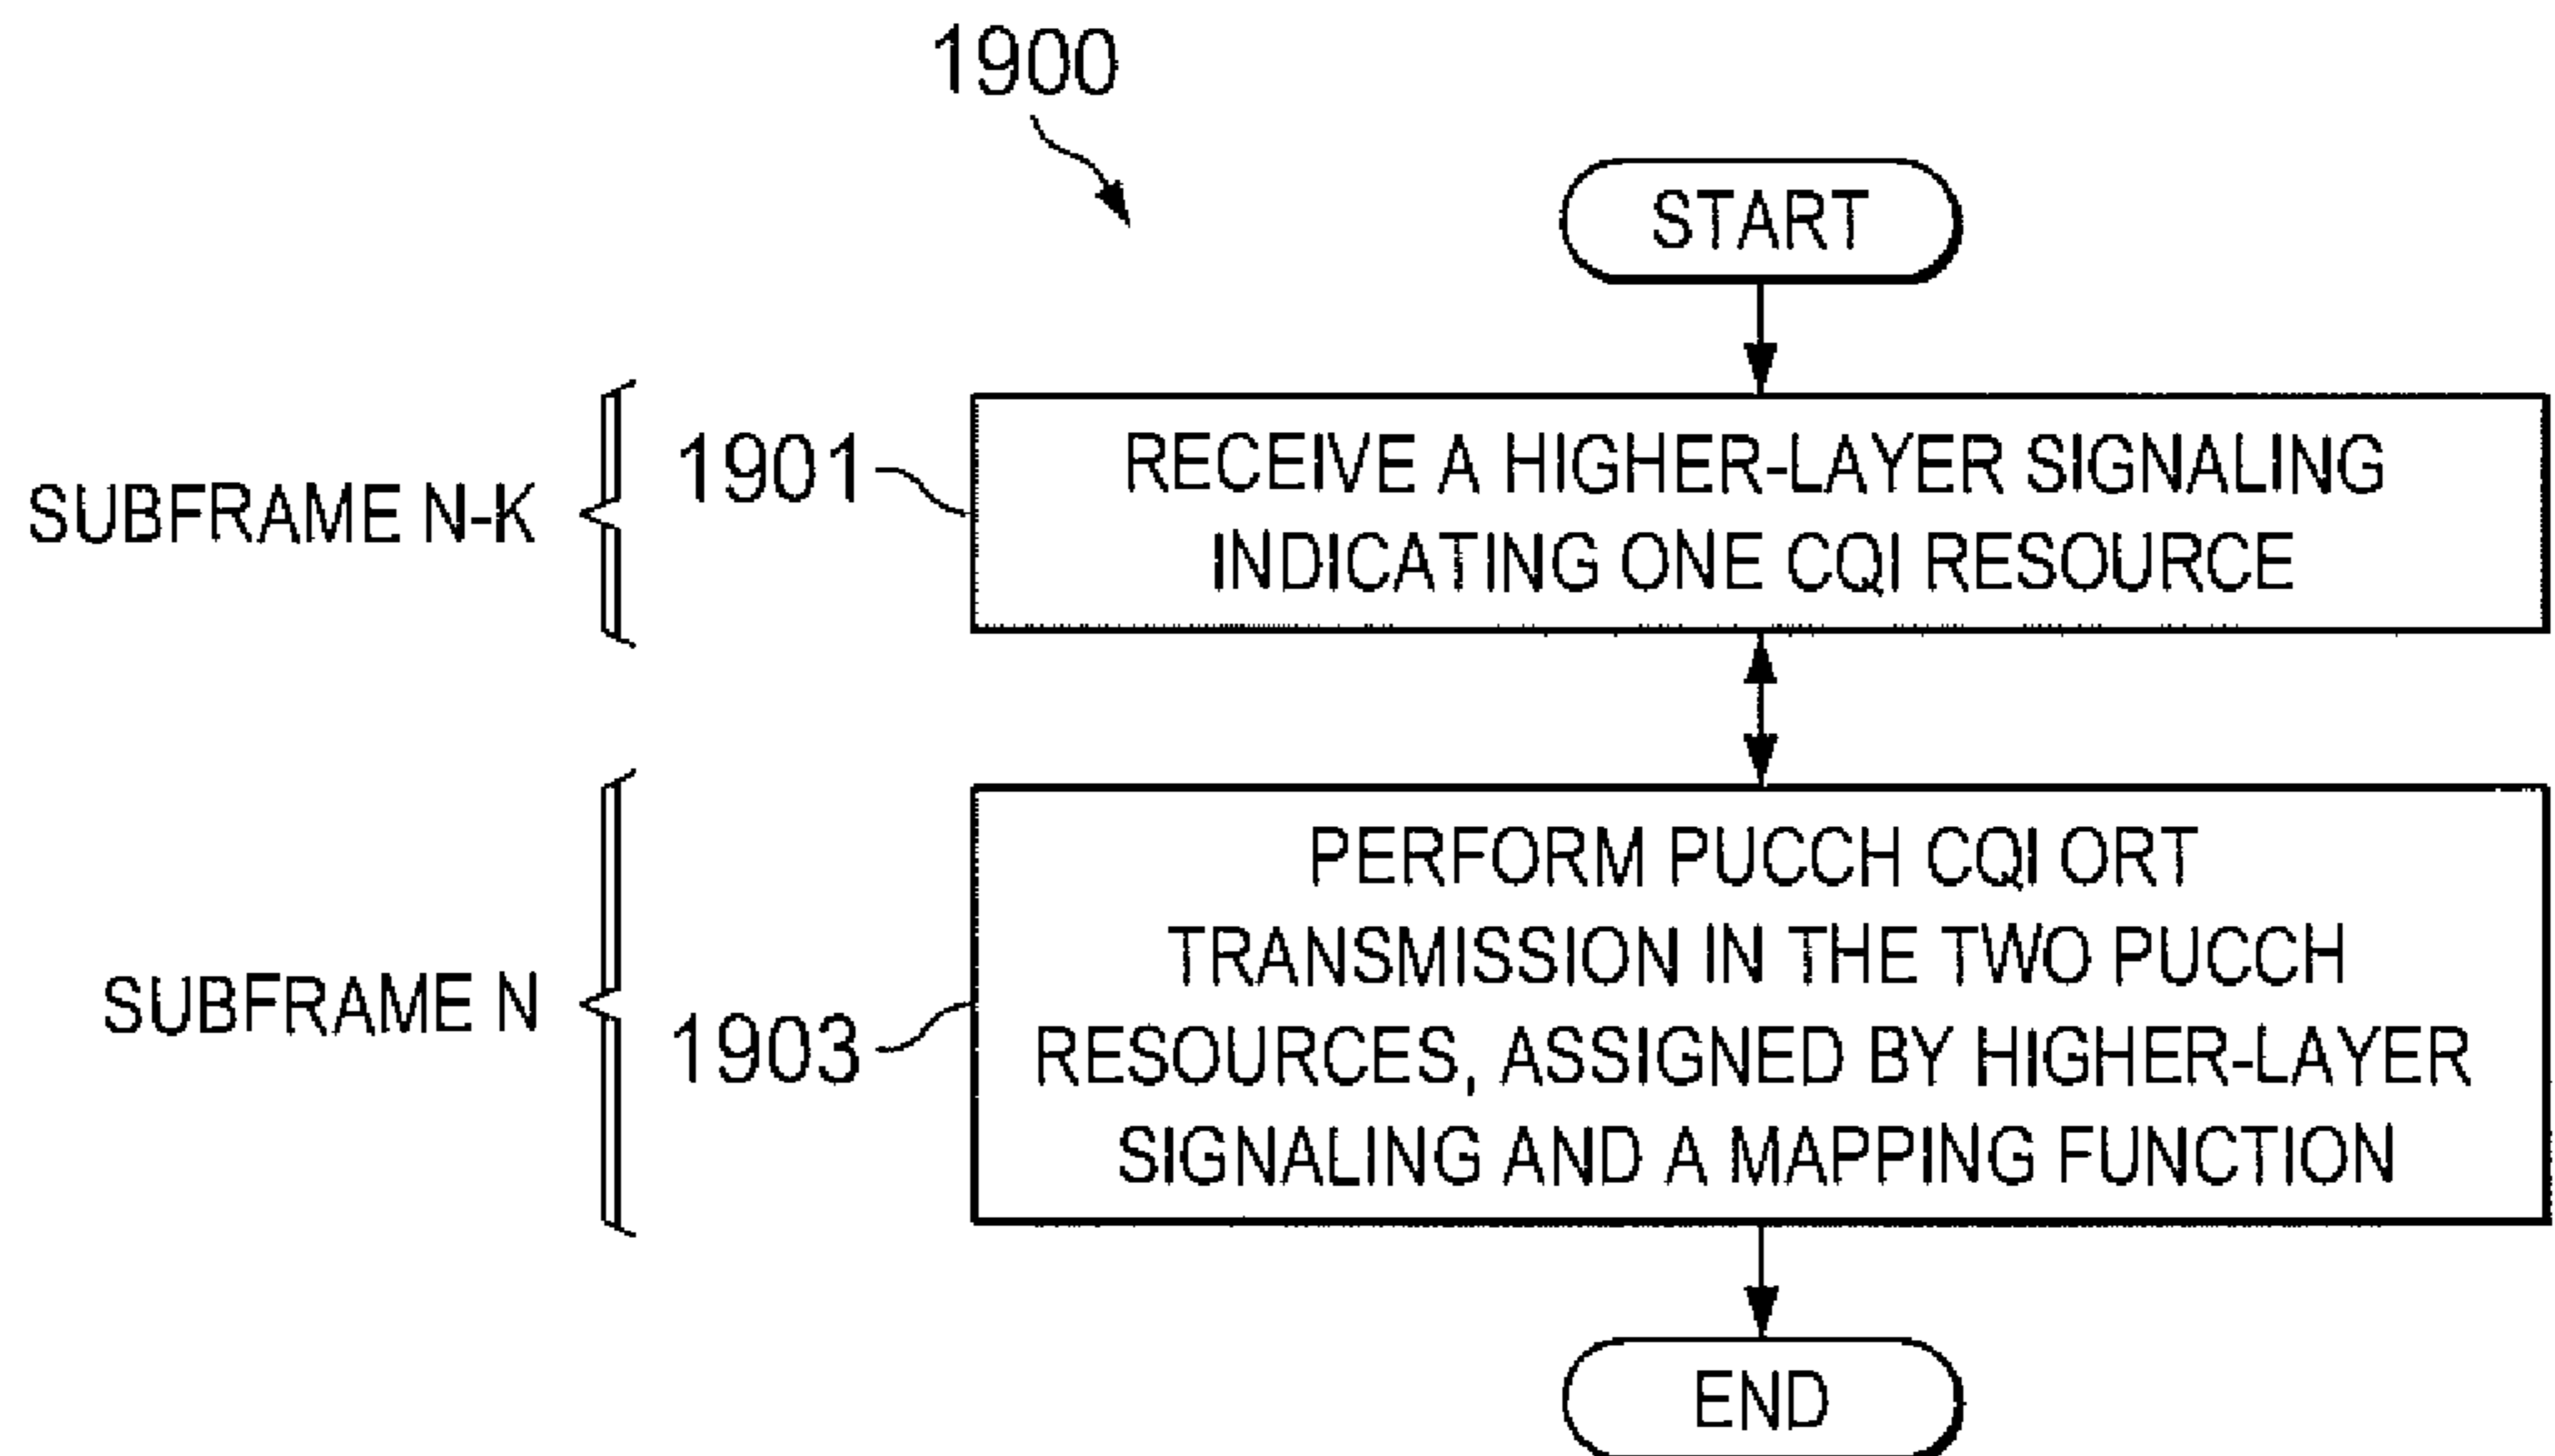 1900
START
SUBFRAME N-K
1901
RECEIVE A HIGHER-LAYER SIGNALING
INDICATING ONE CQI RESOURCE
SUBFRAME N
1903
PERFORM PUCCH CQI ORT
TRANSMISSION IN THE TWO PUCCH
RESOURCES, ASSIGNED BY HIGHER-LAYER
SIGNALING AND A MAPPING FUNCTION
END